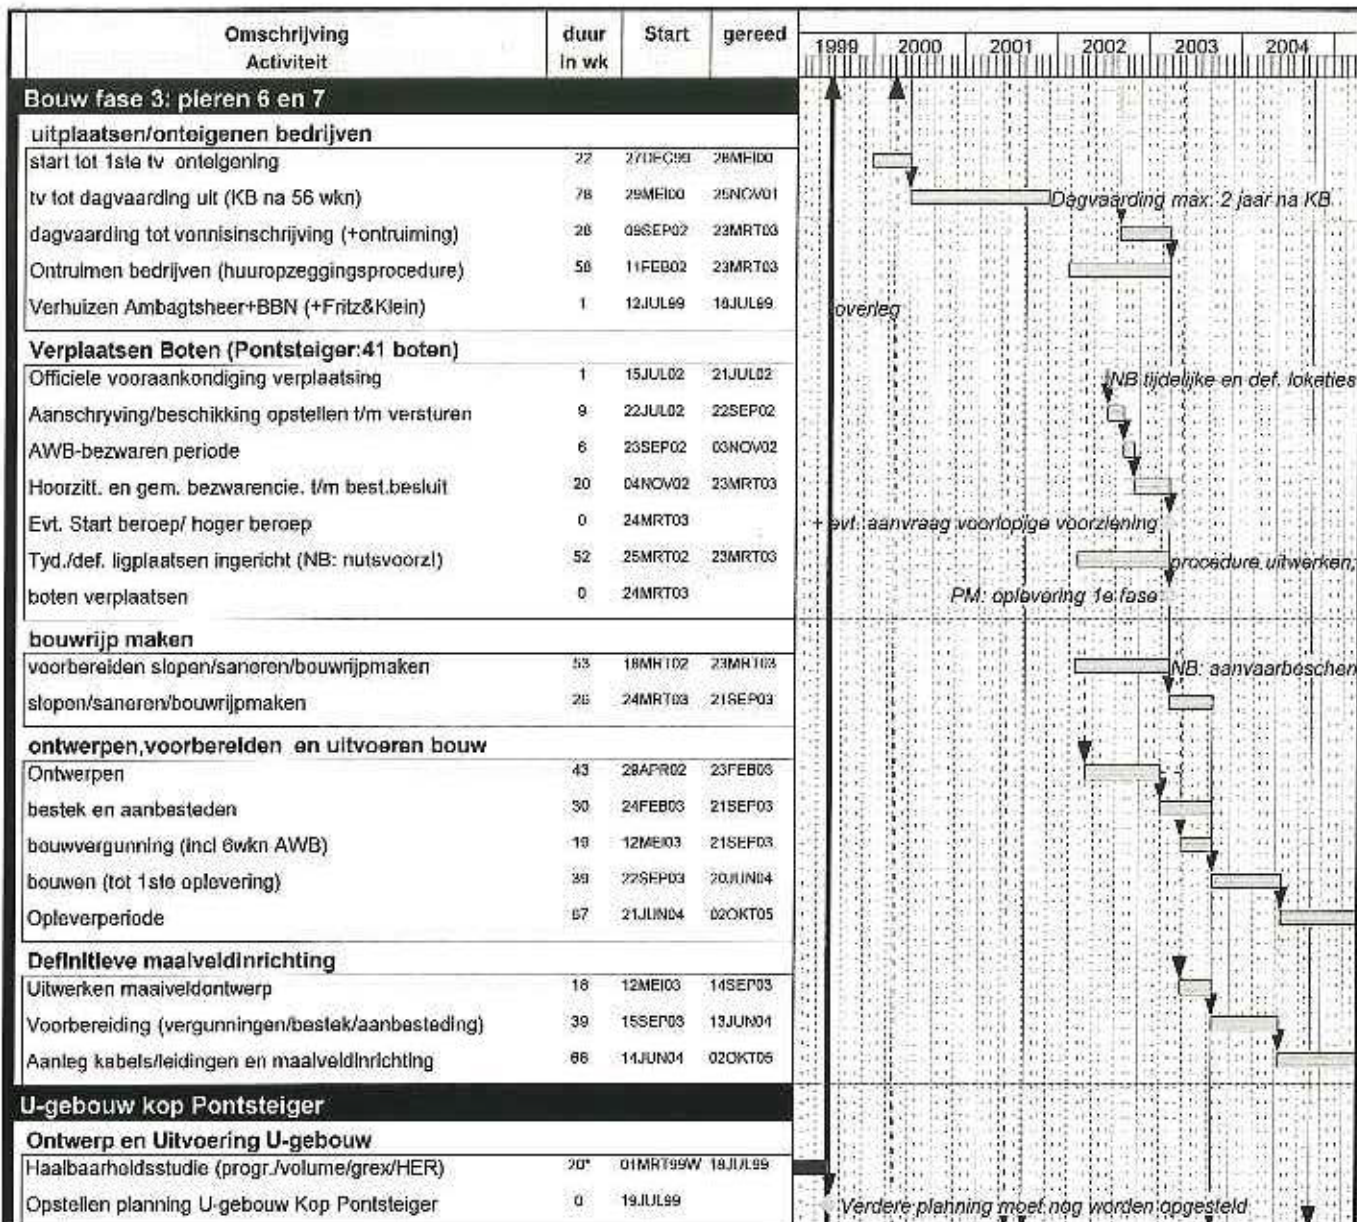 Omschrijving duur Start gereed
Activiteit in wk
1999 2000 2001 2002 2003 2004
Bouw fase 3: pieren 6 en 7
uitplaatsen/onteigenen bedrijven
start tot 1ste tv onteigening 22 27DEC99 28MEI00
tv tot dagvaarding uit (KB na 56 wkn) 78 29MEI00 25NOV01 Dagvaarding max. 2 jaar na KB
dagvaarding tot vonnisinschrijving (+ontruiming) 28 09SEP02 23MRT03
Ontruimen bedrijven (huuropzeggingsprocedure) 58 11FEB02 23MRT03
Verhuizen Ambagtsheer+BBN (+Fritz&Klein) 1 12JUL99 18JUL99 overleg
Verplaatsen Boten (Pontsteiger:41 boten)
Officiele vooraankondiging verplaatsing 1 15JUL02 21JUL02 NB tijdelijke en def. lokaties
Aanschryving/beschikking opstellen t/m versturen 9 22JUL02 22SEP02
AWB-bezwaren periode 6 23SEP02 03NOV02
Hoorzitt. en gem. bezwarencie. t/m best.besluit 20 04NOV02 23MRT03
Evt. Start beroep/ hoger beroep 0 24MRT03 + evt. aanvraag voorlopige voorziening
Tyd./def. ligplaatsen ingericht (NB: nutsvoorz!) 52 25MRT02 23MRT03 procedure uitwerken;
boten verplaatsen 0 24MRT03 PM: oplevering 1e fase
bouwrijp maken
voorbereiden slopen/saneren/bouwrijpmaken 53 18MRT02 23MRT03 NB: aanvaarbeschen
slopen/saneren/bouwrijpmaken 26 24MRT03 21SEP03
ontwerpen,voorbereiden en uitvoeren bouw
Ontwerpen 43 29APR02 23FEB03
bestek en aanbesteden 30 24FEB03 21SEP03
bouwvergunning (incl 6wkn AWB) 19 12MEI03 21SEP03
bouwen (tot 1ste oplevering) 39 22SEP03 20JUN04
Opleverperiode 67 21JUN04 02OKT05
Definitieve maaiveldinrichting
Uitwerken maaiveldontwerp 18 12MEI03 14SEP03
Voorbereiding (vergunningen/bestek/aanbesteding) 39 15SEP03 13JUN04
Aanleg kabels/leidingen en maaiveldinrichting 68 14JUN04 02OKT05
U-gebouw kop Pontsteiger
Ontwerp en Uitvoering U-gebouw
Haalbaarheidsstudie (progr./volume/grex/HER) 20* 01MRT99W 18JUL99
Opstellen planning U-gebouw Kop Pontsteiger 0 19JUL99 Verdere planning moet nog worden opgesteld